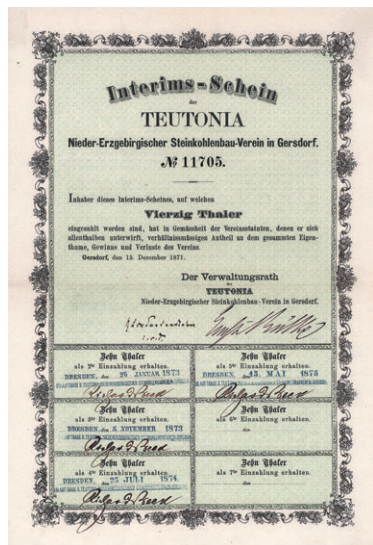 Interims-Schein
der
TEUTONIA
Nieder-Erzgebirgischer Steinkohlenbau-Verein in Gersdorf.
№ 11705.
Inhaber dieses Interims-Scheines, auf welchen
Vierzig Thaler
eingezahlt worden sind, hat in Gemässheit der Vereinsstatuten, denen er sich
allenthalben unterwirft, verhältnissmässigen Antheil an dem gesammten Eigen-
thume, Gewinne und Verluste des Vereins.
Gersdorf, den 15. December 1871.
Der Verwaltungsrath
der
TEUTONIA
Nieder-Erzgebirgischer Steinkohlenbau-Verein in Gersdorf.
Zehn Thaler
als 2te Einzahlung erhalten.
DRESDEN, den 25 JANUAR 1873
Zehn Thaler
als 3te Einzahlung erhalten.
DRESDEN, den 5. NOVEMBER 1873
Zehn Thaler
als 4te Einzahlung erhalten.
DRESDEN, den 25 JULI 1874
Zehn Thaler
als 5te Einzahlung erhalten.
DRESDEN, den 15. MAI 1875
Zehn Thaler
als 6te Einzahlung erhalten.
den
Zehn Thaler
als 7te Einzahlung erhalten.
den